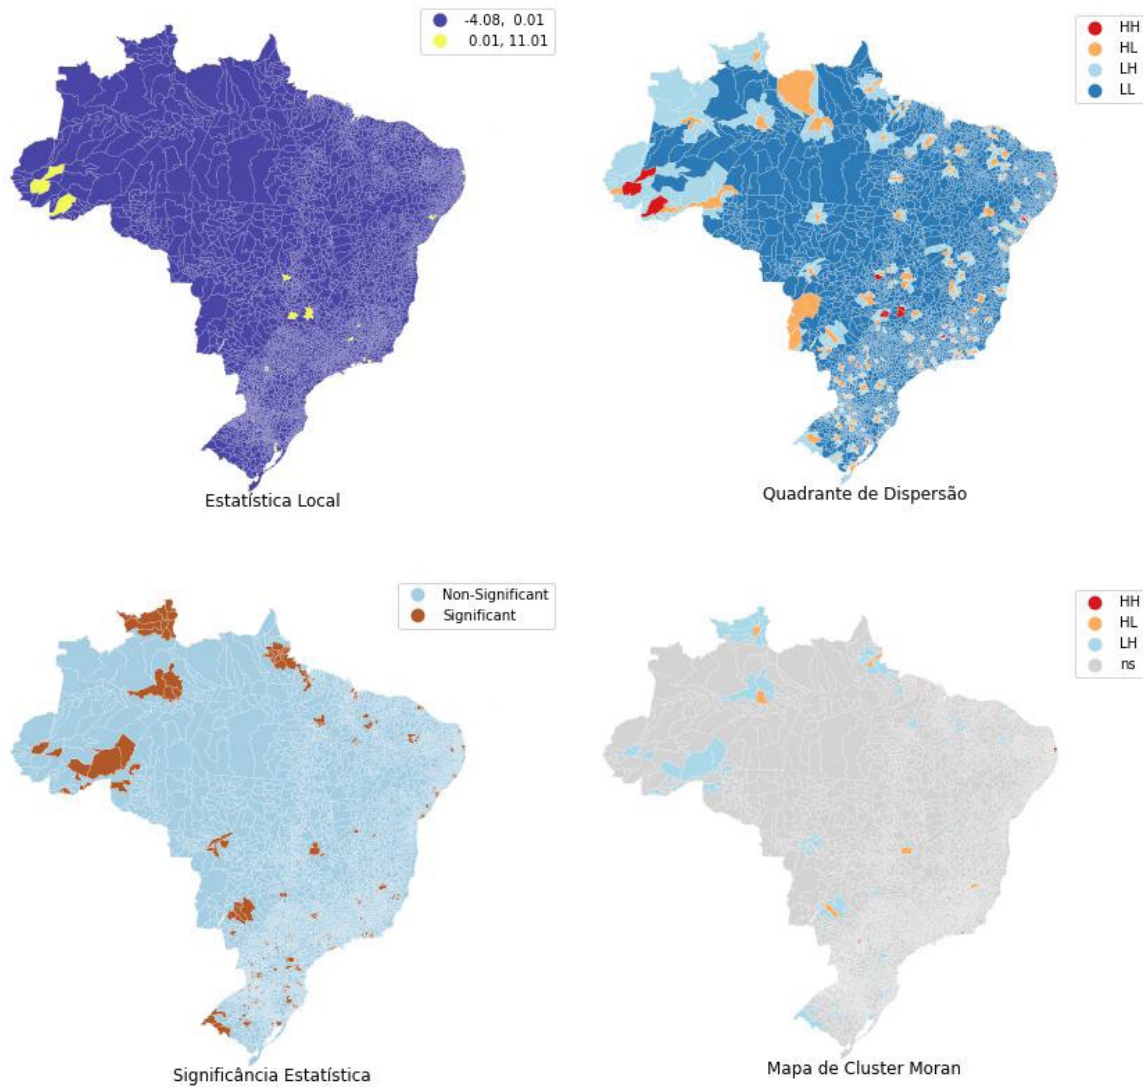 -4.08, 0.01
0.01, 11.01
Estatística Local
HH
HL
LH
LL
Quadrante de Dispersão
Non-Significant
Significant
Significância Estatística
HH
HL
LH
ns
Mapa de Cluster Moran